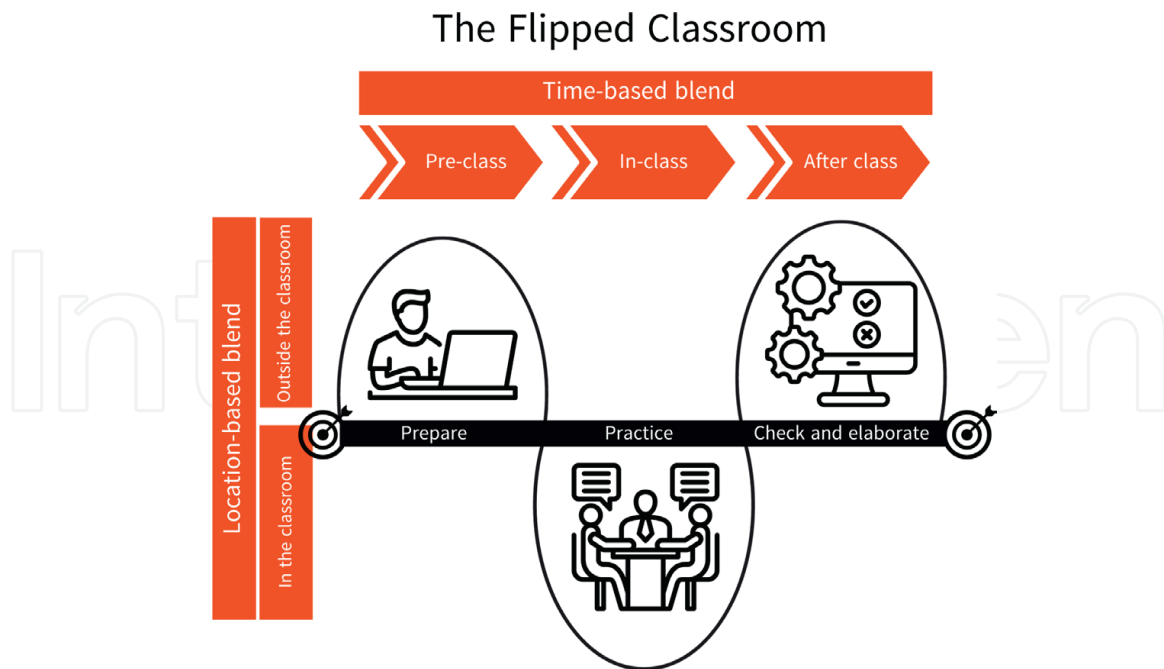 The Flipped Classroom
Time-based blend
Pre-class
In-class
After class
Location-based blend
Outside the classroom
In the classroom
Prepare
Practice
Check and elaborate